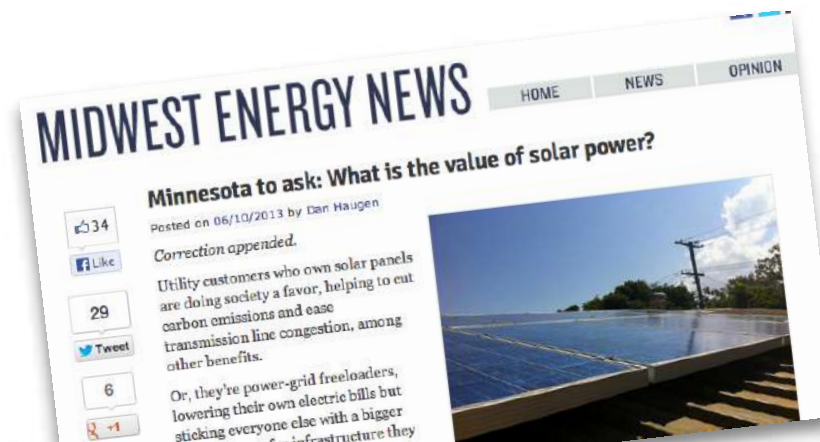 MIDWEST ENERGY NEWS
HOME
NEWS
OPINION
Minnesota to ask: What is the value of solar power?
Posted on 06/10/2013 by Dan Haugen
Correction appended.
34
Like
29
Tweet
6
+1
Utility customers who own solar panels
are doing society a favor, helping to cut
carbon emissions and ease
transmission line congestion, among
other benefits.
Or, they're power-grid freeloaders,
lowering their own electric bills but
sticking everyone else with a bigger
infrastructure they